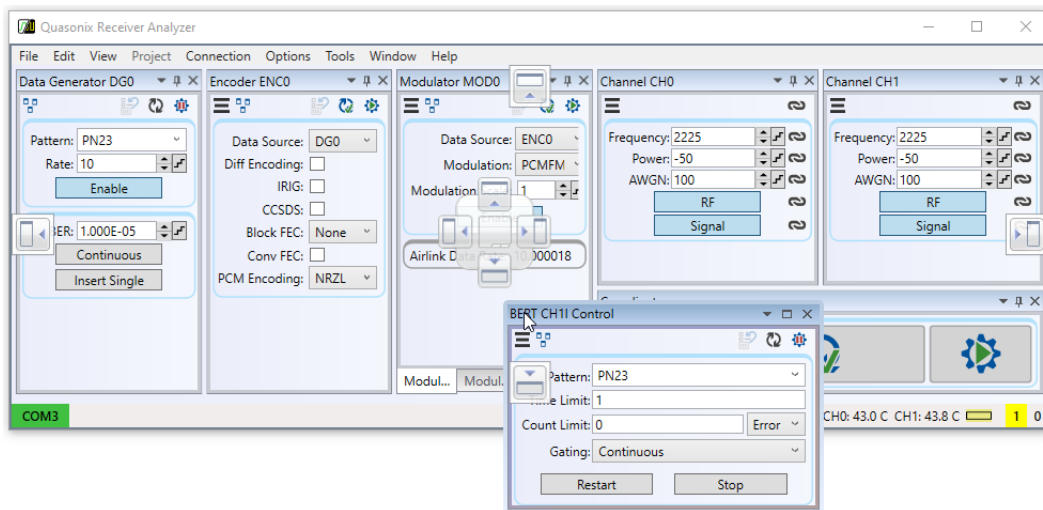 Quasonix Receiver Analyzer
File Edit View Project Connection Options Tools Window Help
Data Generator DG0
Pattern: PN23
Rate: 10
Enable
BER: 1.000E-05
Continuous
Insert Single
Encoder ENC0
Data Source: DG0
Diff Encoding:
IRIG:
CCSDS:
Block FEC: None
Conv FEC:
PCM Encoding: NRZL
Modulator MOD0
Data Source: ENC0
Modulation: PCMFM
Modulation 1
Airlink 10.000018
Modul... Modul.
Channel CH0
Frequency: 2225
Power: -50
AWGN: 100
RF
Signal
Channel CH1
Frequency: 2225
Power: -50
AWGN: 100
RF
Signal
BERT CH1I Control
Pattern: PN23
Time Limit: 1
Count Limit: 0 Error
Gating: Continuous
Restart Stop
COM3
CH0: 43.0 C CH1: 43.8 C 1 0